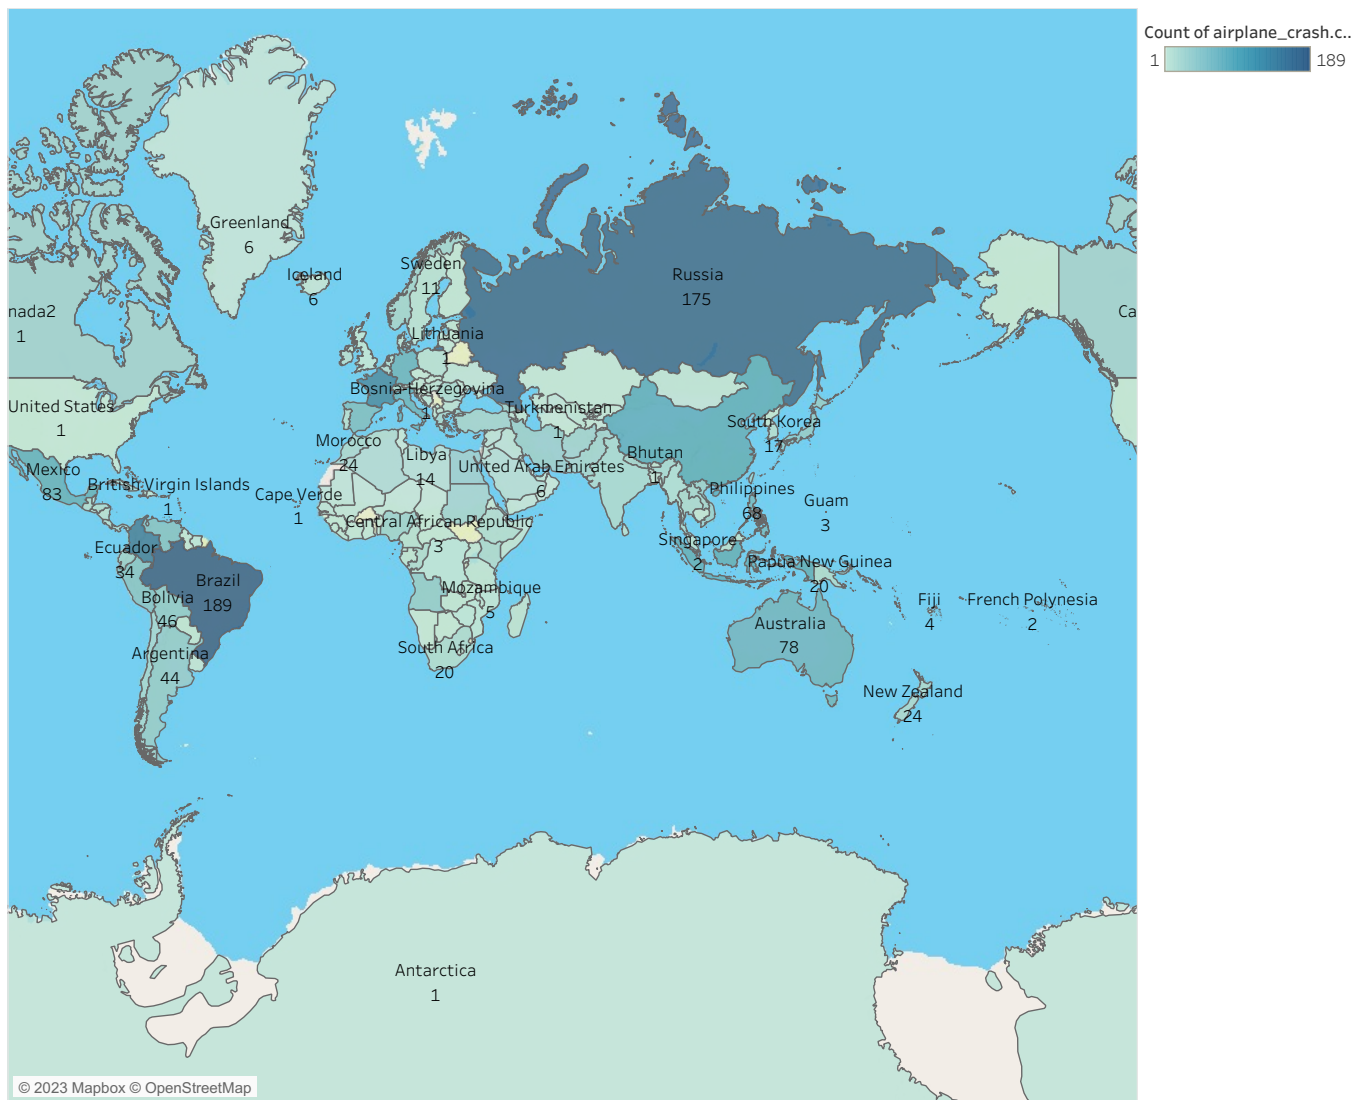 Count of airplane_crash.c..
1
189
Greenland
6
Iceland
6
Sweden
11
Russia
175
nada2
1
Ca
Lithuania
1
Bosnia-Herzegovina
1
United States
1
Turkmenistan
1
South Korea
17
Morocco
24
Libya
14
Bhutan
1
United Arab Emirates
6
Mexico
83
British Virgin Islands
1
Cape Verde
1
Philippines
68
Guam
3
Central African Republic
3
Singapore
2
Ecuador
34
Papua New Guinea
20
Brazil
189
Mozambique
5
Bolivia
46
Fiji
4
French Polynesia
2
Australia
78
South Africa
20
Argentina
44
New Zealand
24
Antarctica
1
© 2023 Mapbox © OpenStreetMap